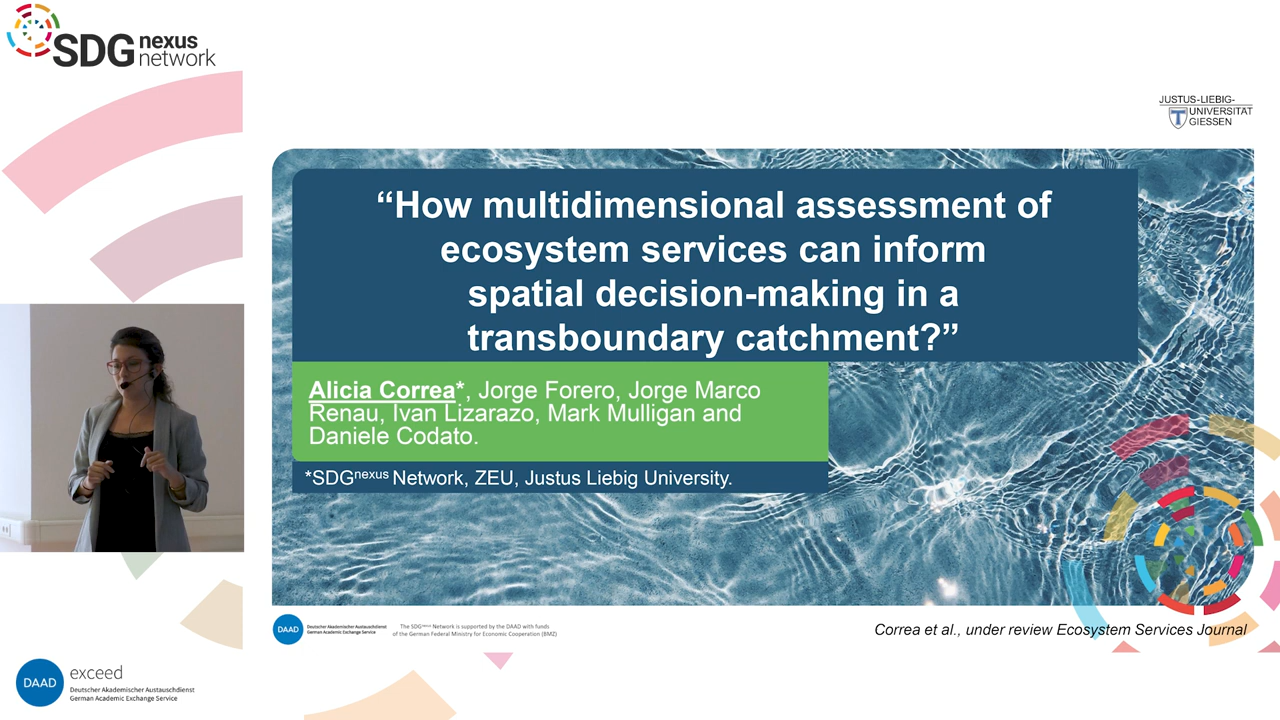 SDG nexus
network
JUSTUS-LIEBIG-
UNIVERSITÄT
GIESSEN
“How multidimensional assessment of
ecosystem services can inform
spatial decision-making in a
transboundary catchment?”
Alicia Correa*, Jorge Forero, Jorge Marco
Renau, Ivan Lizarazo, Mark Mulligan and
Daniele Codato.
*SDGnexus Network, ZEU, Justus Liebig University.
DAAD
Deutscher Akademischer Austauschdienst
German Academic Exchange Service
The SDGnexus Network is supported by the DAAD with funds
of the German Federal Ministry for Economic Cooperation (BMZ)
Correa et al., under review Ecosystem Services Journal
DAAD
exceed
Deutscher Akademischer Austauschdienst
German Academic Exchange Service